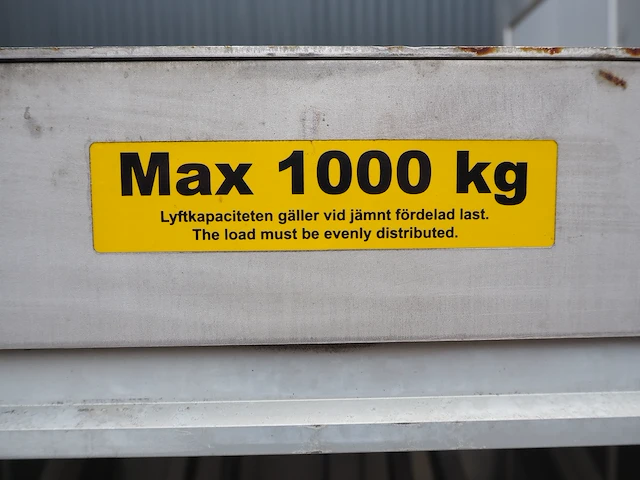 Max 1000 kg
Lyftkapaciteten gäller vid jämnt fördelad last.
The load must be evenly distributed.